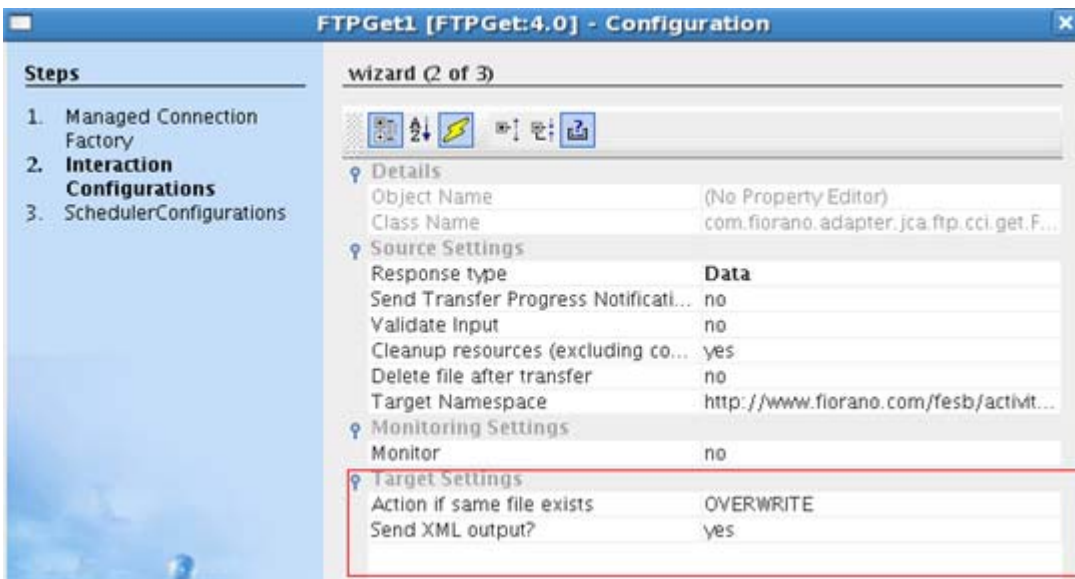 FTPGet1 [FTPGet:4.0] - Configuration
Steps
1. Managed Connection
Factory
2. Interaction
Configurations
3. SchedulerConfigurations
wizard (2 of 3)
Details
Object Name (No Property Editor)
Class Name com.fiorano.adapter.jca.ftp.cci.get.F...
Source Settings
Response type Data
Send Transfer Progress Notificati... no
Validate Input no
Cleanup resources (excluding co... yes
Delete file after transfer no
Target Namespace http://www.fiorano.com/fesb/activit...
Monitoring Settings
Monitor no
Target Settings
Action if same file exists OVERWRITE
Send XML output? yes